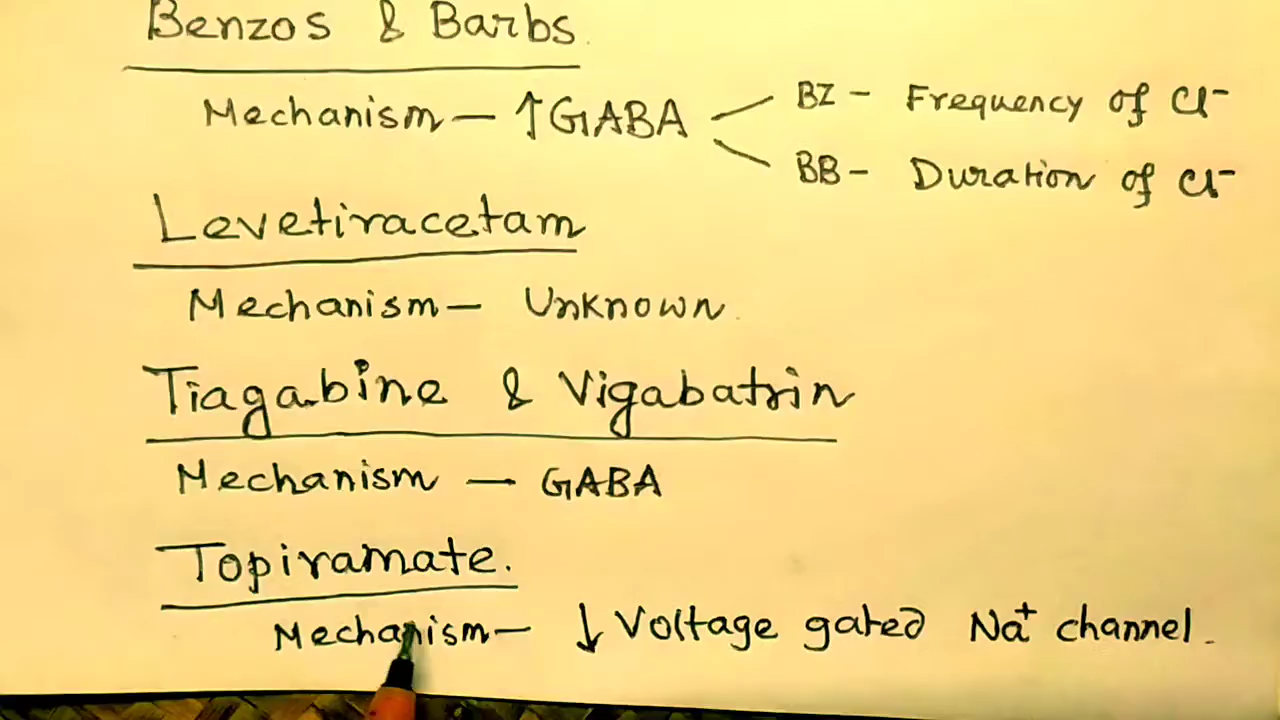 Benzos & Barbs.
Mechanism — ↑GABA
BZ - Frequency of Cl⁻
BB - Duration of Cl⁻
Levetiracetam
Mechanism — Unknown.
Tiagabine & Vigabatrin
Mechanism — GABA
Topiramate.
Mechanism — ↓ Voltage gated Na⁺ channel.